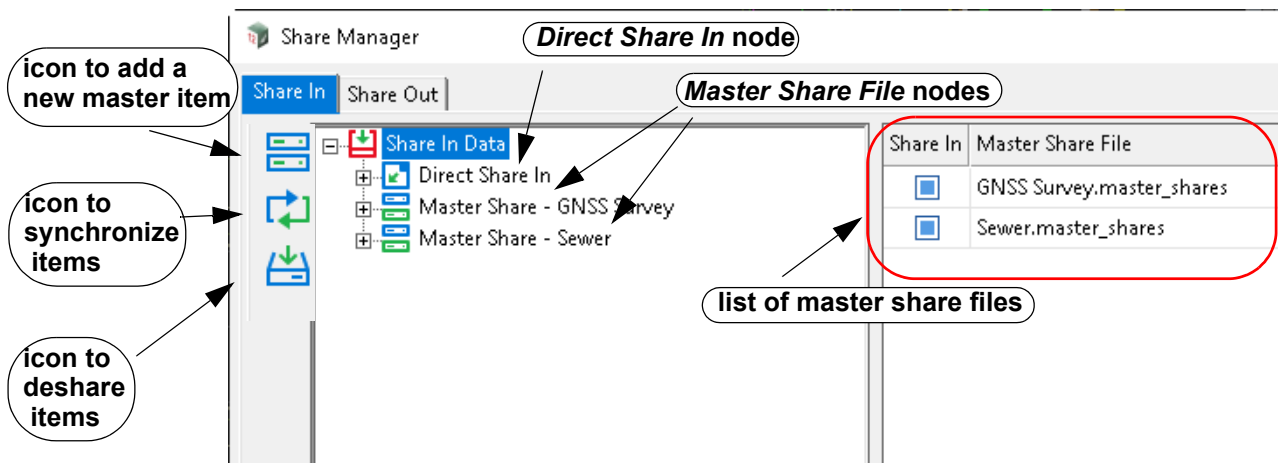 Share Manager
Direct Share In node
icon to add a
new master item
Share In
Share Out
Master Share File nodes
Share In Data
Direct Share In
Master Share - GNSS Survey
Master Share - Sewer
Share In
Master Share File
GNSS Survey.master_shares
Sewer.master_shares
icon to
synchronize
items
list of master share files
icon to
deshare
items